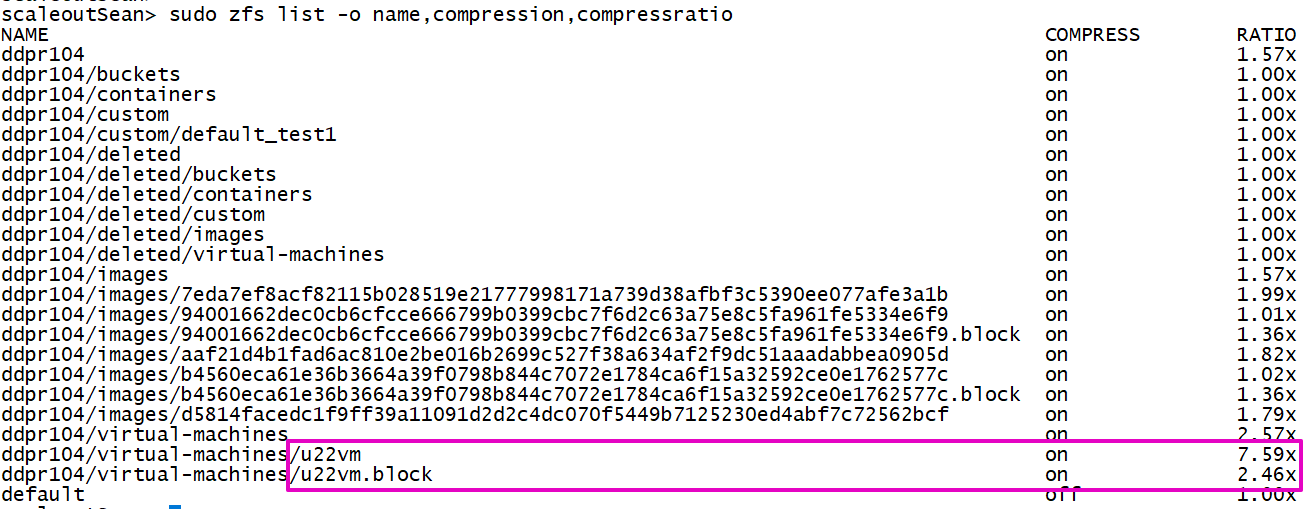 scaleoutSean> sudo zfs list -o name,compression,compressratio
NAME COMPRESS RATIO
ddpr104 on 1.57x
ddpr104/buckets on 1.00x
ddpr104/containers on 1.00x
ddpr104/custom on 1.00x
ddpr104/custom/default_test1 on 1.00x
ddpr104/deleted on 1.00x
ddpr104/deleted/buckets on 1.00x
ddpr104/deleted/containers on 1.00x
ddpr104/deleted/custom on 1.00x
ddpr104/deleted/images on 1.00x
ddpr104/deleted/virtual-machines on 1.00x
ddpr104/images on 1.57x
ddpr104/images/7eda7ef8acf82115b028519e21777998171a739d38afbf3c5390ee077afe3a1b on 1.99x
ddpr104/images/94001662dec0cb6cfcce666799b0399cbc7f6d2c63a75e8c5fa961fe5334e6f9 on 1.01x
ddpr104/images/94001662dec0cb6cfcce666799b0399cbc7f6d2c63a75e8c5fa961fe5334e6f9.block on 1.36x
ddpr104/images/aaf21d4b1fad6ac810e2be016b2699c527f38a634af2f9dc51aaadabbea0905d on 1.82x
ddpr104/images/b4560eca61e36b3664a39f0798b844c7072e1784ca6f15a32592ce0e1762577c on 1.02x
ddpr104/images/b4560eca61e36b3664a39f0798b844c7072e1784ca6f15a32592ce0e1762577c.block on 1.36x
ddpr104/images/d5814facedc1f9ff39a11091d2d2c4dc070f5449b7125230ed4abf7c72562bcf on 1.79x
ddpr104/virtual-machines on 2.57x
ddpr104/virtual-machines/u22vm on 7.59x
ddpr104/virtual-machines/u22vm.block on 2.46x
default off 1.00x